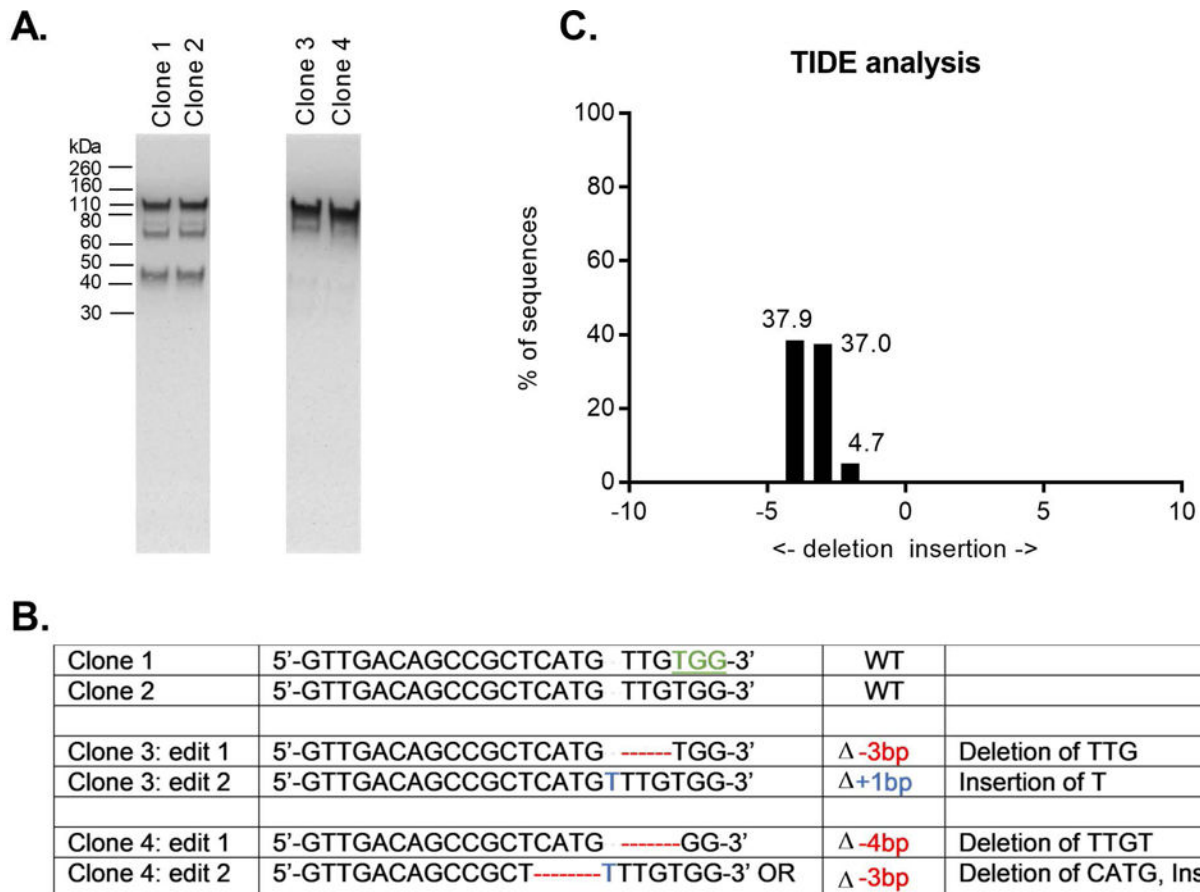 A.
Clone 1
Clone 2
Clone 3
Clone 4
kDa
260
160
110
80
60
50
40
30
C.
TIDE analysis
% of sequences
100
80
60
40
20
0
37.9
37.0
4.7
-10
-5
0
5
10
<- deletion insertion ->
B.
Clone 1 5’-GTTGACAGCCGCTCATG TTGTGG-3’ WT
Clone 2 5’-GTTGACAGCCGCTCATG TTGTGG-3’ WT
Clone 3: edit 1 5’-GTTGACAGCCGCTCATG ------TGG-3’ Δ -3bp Deletion of TTG
Clone 3: edit 2 5’-GTTGACAGCCGCTCATGTTTGTGG-3’ Δ+1bp Insertion of T
Clone 4: edit 1 5’-GTTGACAGCCGCTCATG -------GG-3’ Δ -4bp Deletion of TTGT
Clone 4: edit 2 5’-GTTGACAGCCGCT--------TTTGTGG-3’ OR Δ -3bp Deletion of CATG, Ins